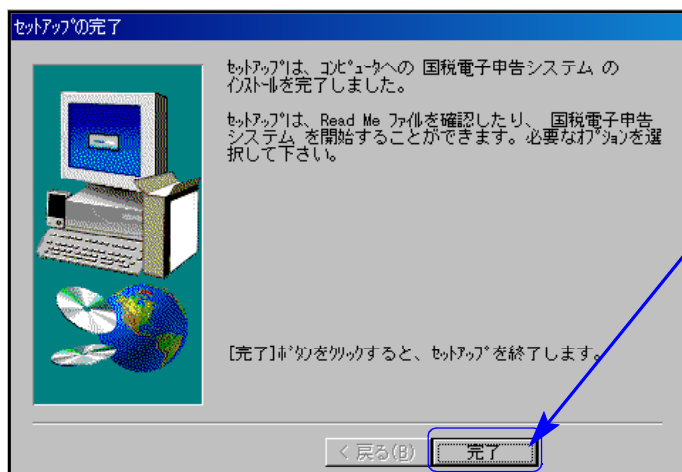 ｾｯﾄｱｯﾌﾟの完了
ｾｯﾄｱｯﾌﾟは、ｺﾝﾋﾟｭｰﾀへの 国税電子申告システム の
ｲﾝｽﾄｰﾙを完了しました。
ｾｯﾄｱｯﾌﾟは、Read Me ﾌｧｲﾙを確認したり、 国税電子申告
システム を開始することができます。必要なｵﾌﾟｼｮﾝを選
択して下さい。
[完了]ﾎﾞﾀﾝをｸﾘｯｸすると、ｾｯﾄｱｯﾌﾟを終了します。
< 戻る(B)
完了